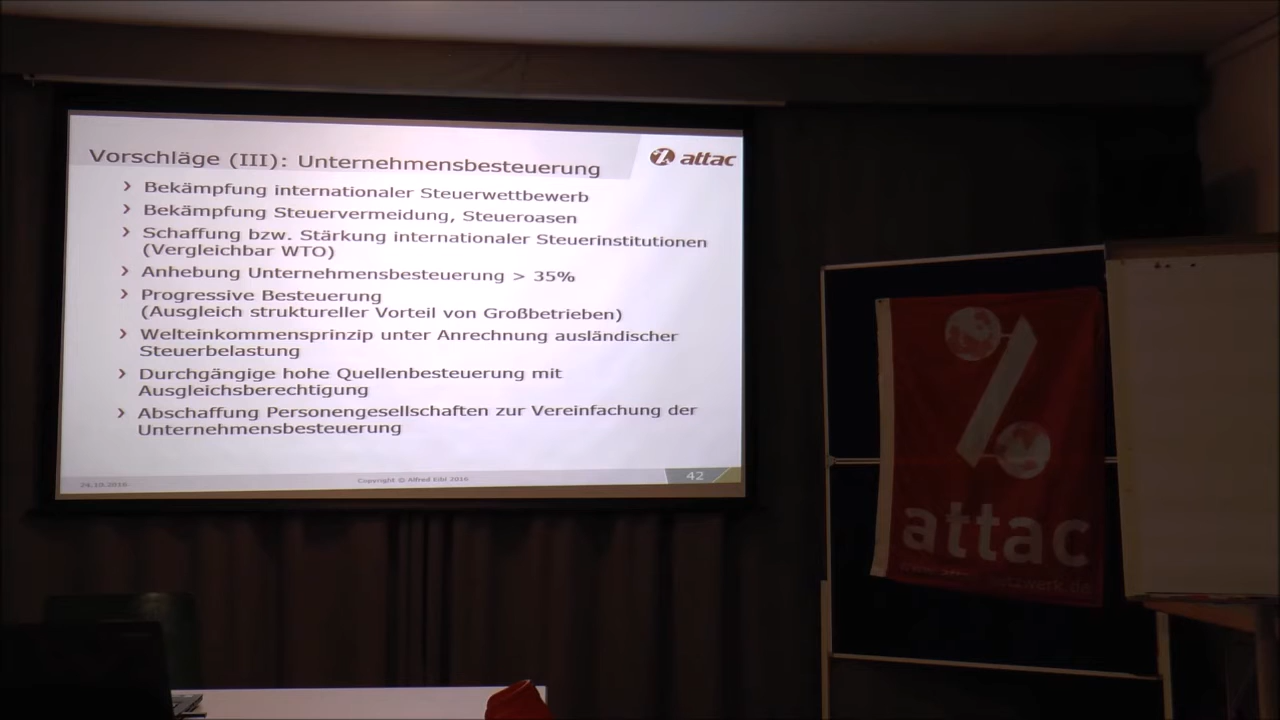 Vorschläge (III): Unternehmensbesteuerung
attac
› Bekämpfung internationaler Steuerwettbewerb
› Bekämpfung Steuervermeidung, Steueroasen
› Schaffung bzw. Stärkung internationaler Steuerinstitutionen
(Vergleichbar WTO)
› Anhebung Unternehmensbesteuerung > 35%
› Progressive Besteuerung
(Ausgleich struktureller Vorteil von Großbetrieben)
› Welteinkommensprinzip unter Anrechnung ausländischer
Steuerbelastung
› Durchgängige hohe Quellenbesteuerung mit
Ausgleichsberechtigung
› Abschaffung Personengesellschaften zur Vereinfachung der
Unternehmensbesteuerung
Copyright © Alfred Eibl 2016
42
attac